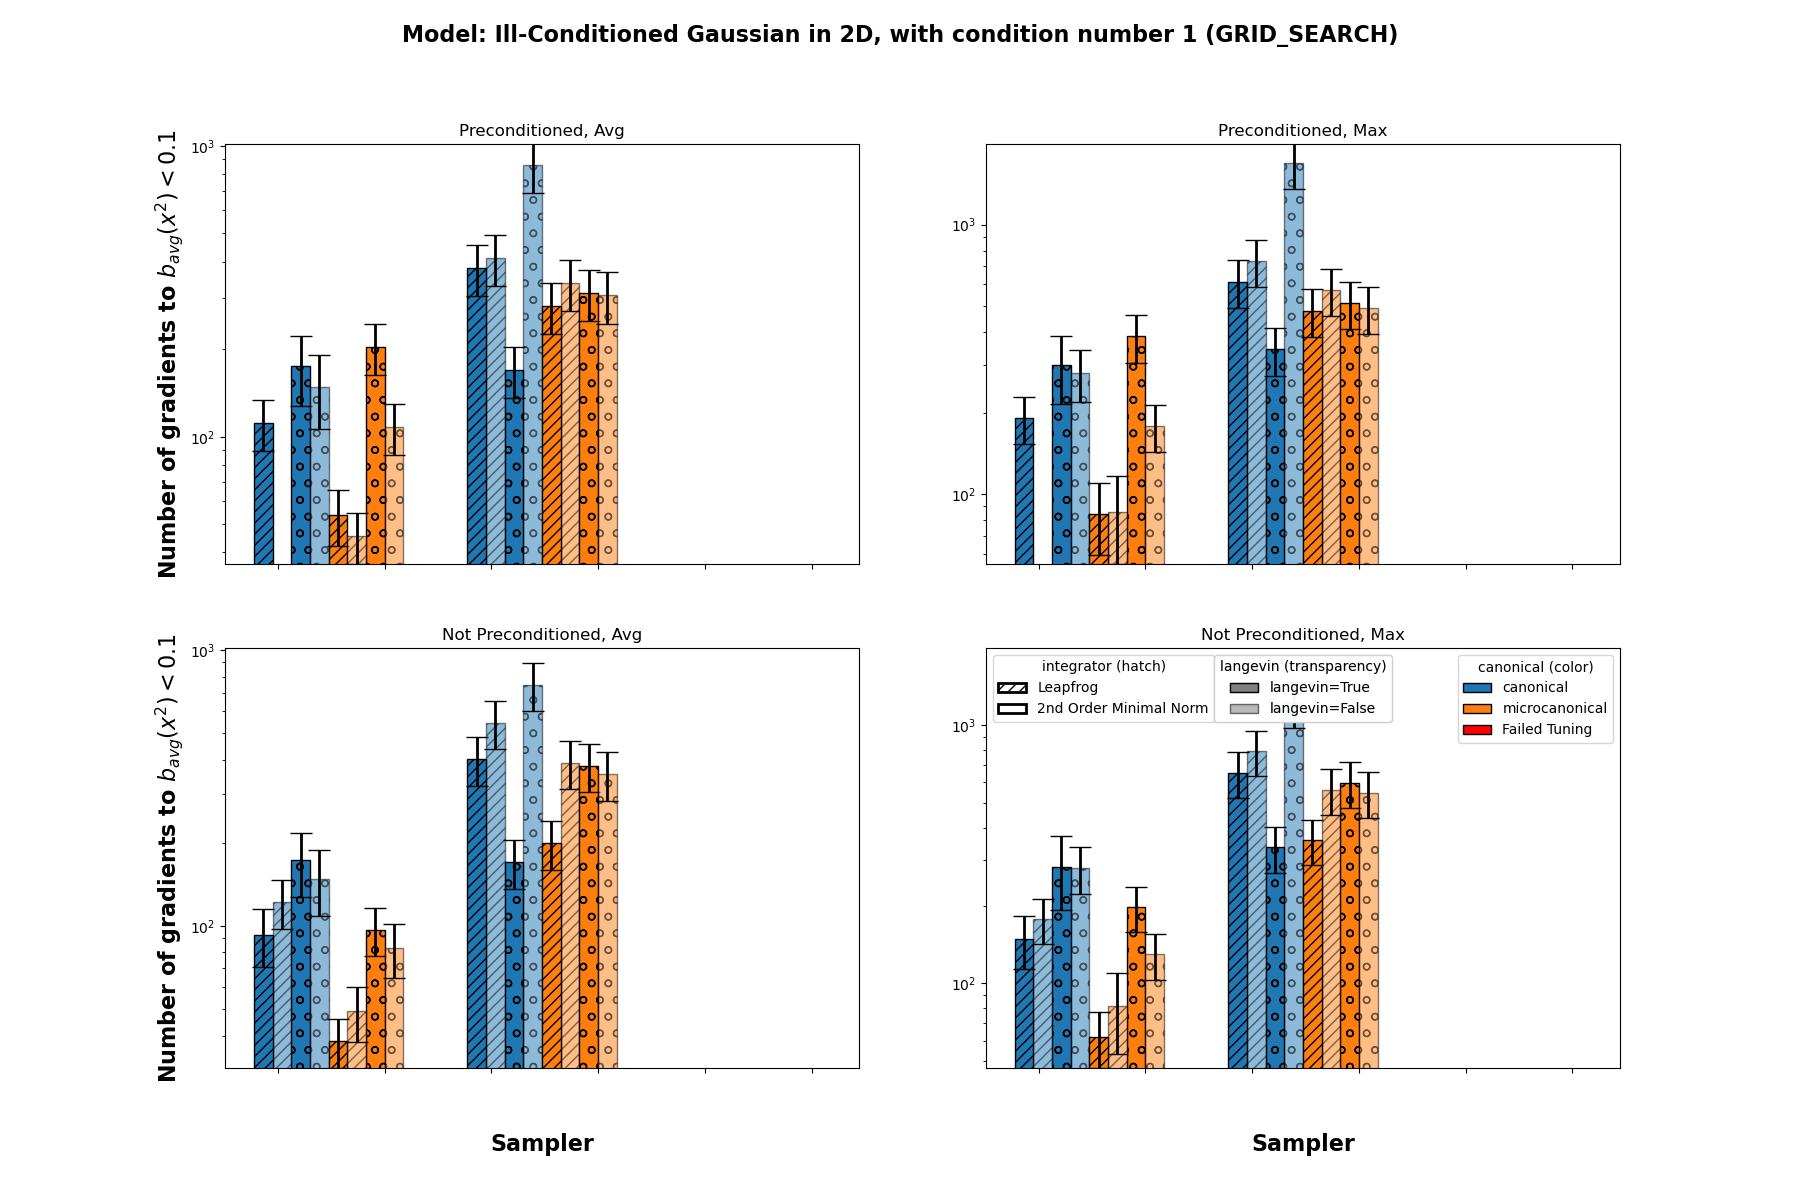 Model: Ill-Conditioned Gaussian in 2D, with condition number 1 (GRID_SEARCH)
Preconditioned, Avg
Number of gradients to b_{avg}(x^2) < 0.1
10^3
10^2
Preconditioned, Max
10^3
10^2
Not Preconditioned, Avg
Number of gradients to b_{avg}(x^2) < 0.1
10^3
10^2
Sampler
Not Preconditioned, Max
10^3
10^2
integrator (hatch)
Leapfrog
2nd Order Minimal Norm
langevin (transparency)
langevin=True
langevin=False
canonical (color)
canonical
microcanonical
Failed Tuning
Sampler